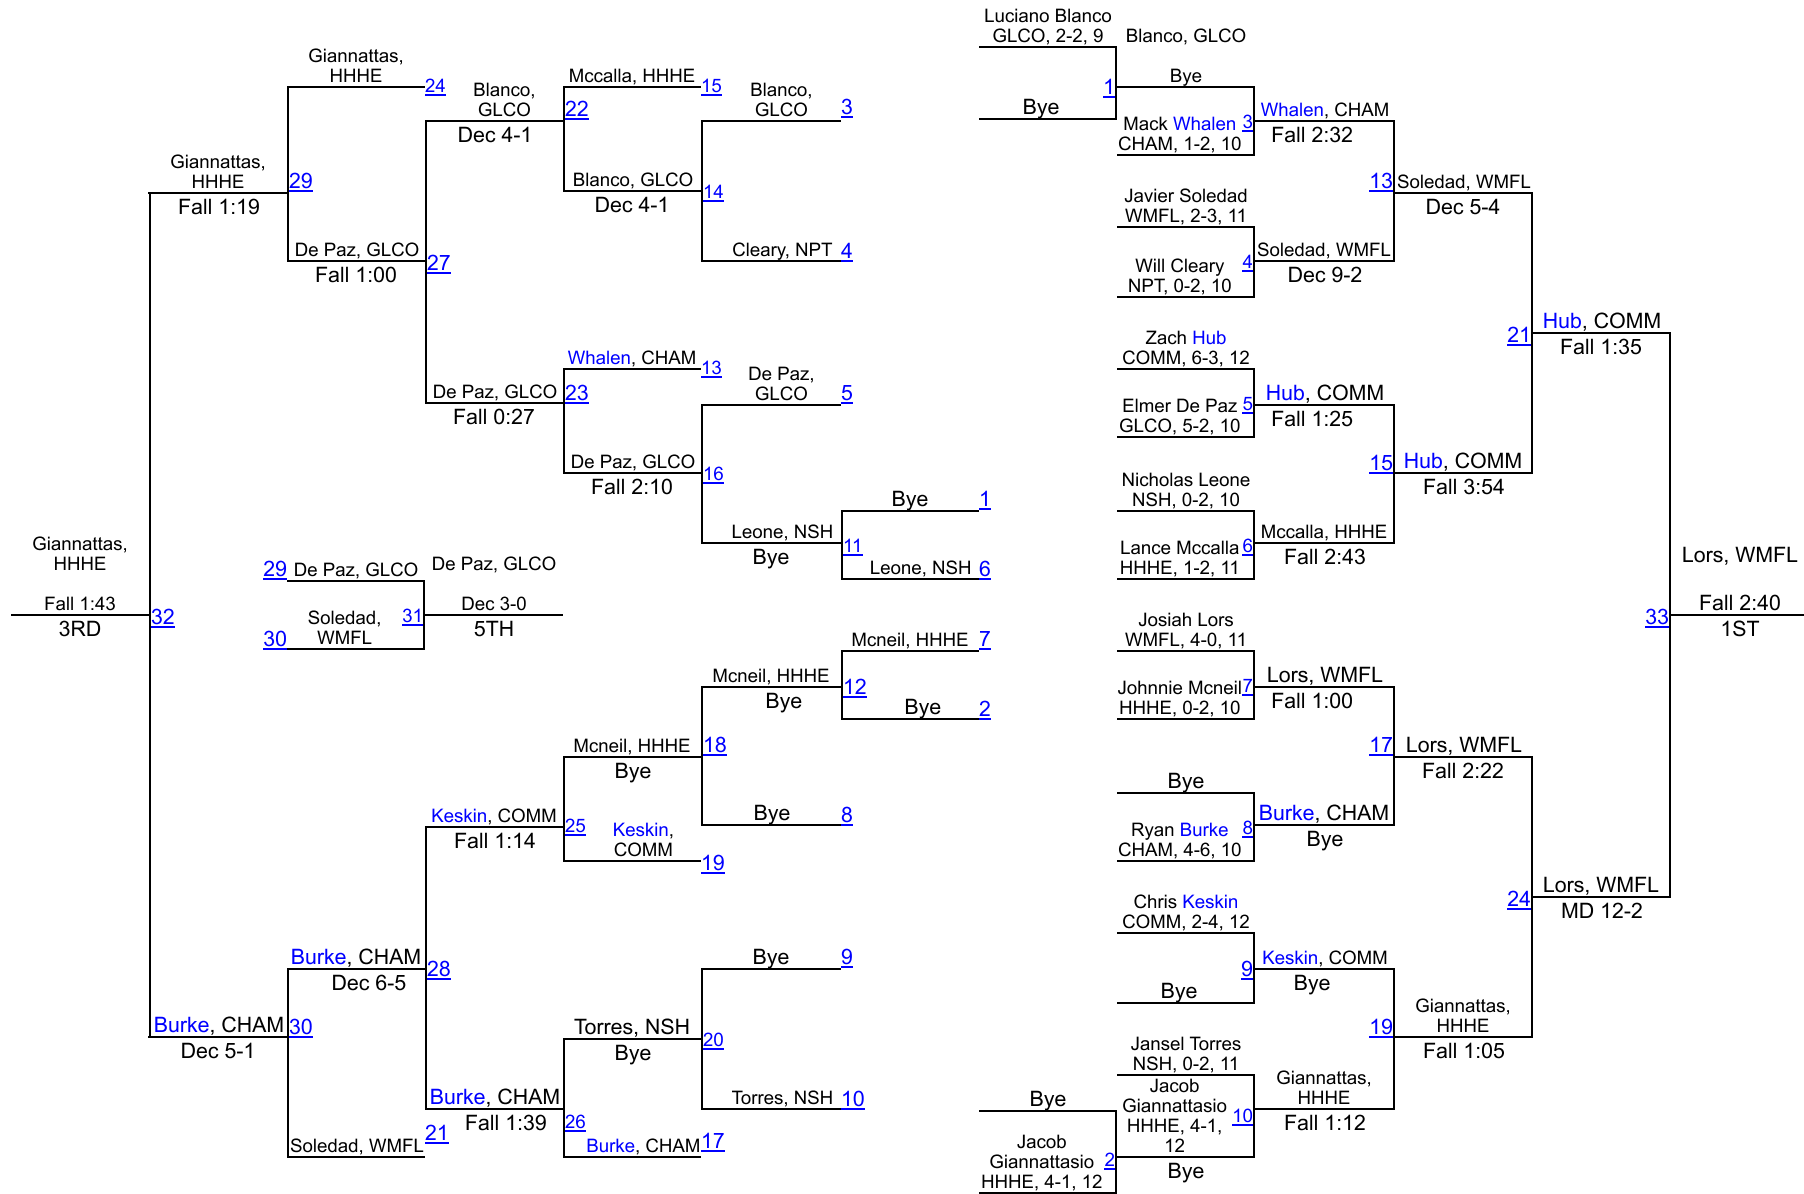 Luciano Blanco
GLCO, 2-2, 9
Blanco, GLCO
1
Bye
Bye
Mack Whalen
CHAM, 1-2, 10
3
Whalen, CHAM
Fall 2:32
Javier Soledad
WMFL, 2-3, 11
Will Cleary
NPT, 0-2, 10
4
Soledad, WMFL
Dec 9-2
13
Soledad, WMFL
Dec 5-4
Zach Hub
COMM, 6-3, 12
Elmer De Paz
GLCO, 5-2, 10
5
Hub, COMM
Fall 1:25
Nicholas Leone
NSH, 0-2, 10
Lance Mccalla
HHHE, 1-2, 11
6
Mccalla, HHHE
Fall 2:43
15
Hub, COMM
Fall 3:54
21
Hub, COMM
Fall 1:35
Josiah Lors
WMFL, 4-0, 11
Johnnie Mcneil
HHHE, 0-2, 10
7
Lors, WMFL
Fall 1:00
Bye
Ryan Burke
CHAM, 4-6, 10
8
Burke, CHAM
Bye
17
Lors, WMFL
Fall 2:22
Chris Keskin
COMM, 2-4, 12
Bye
9
Keskin, COMM
Bye
Jansel Torres
NSH, 0-2, 11
Jacob
Giannattasio
HHHE, 4-1,
12
10
Bye
Jacob
Giannattasio
HHHE, 4-1, 12
2
Bye
Giannattas,
HHHE
Fall 1:12
19
Giannattas,
HHHE
Fall 1:05
24
Lors, WMFL
MD 12-2
33
Lors, WMFL
Fall 2:40
1ST
Giannattas,
HHHE
24
Blanco,
GLCO
Dec 4-1
22
Mccalla, HHHE
15
Blanco,
GLCO
3
Blanco, GLCO
Dec 4-1
14
Cleary, NPT
4
Giannattas,
HHHE
Fall 1:19
29
De Paz, GLCO
Fall 1:00
27
Whalen, CHAM
13
De Paz, GLCO
Fall 0:27
23
De Paz,
GLCO
5
De Paz, GLCO
Fall 2:10
16
Bye
1
Leone, NSH
Bye
11
Leone, NSH
6
Giannattas,
HHHE
Fall 1:43
3RD
32
29
De Paz, GLCO
Soledad,
WMFL
30
31
De Paz, GLCO
Dec 3-0
5TH
Mcneil, HHHE
7
Mcneil, HHHE
Bye
12
Bye
2
Mcneil, HHHE
Bye
18
Bye
8
Keskin, COMM
Fall 1:14
25
Keskin,
COMM
19
Burke, CHAM
Dec 6-5
28
Bye
9
Burke, CHAM
Dec 5-1
30
Torres, NSH
Bye
20
Torres, NSH
10
Burke, CHAM
Fall 1:39
26
Burke, CHAM
17
Soledad, WMFL
21